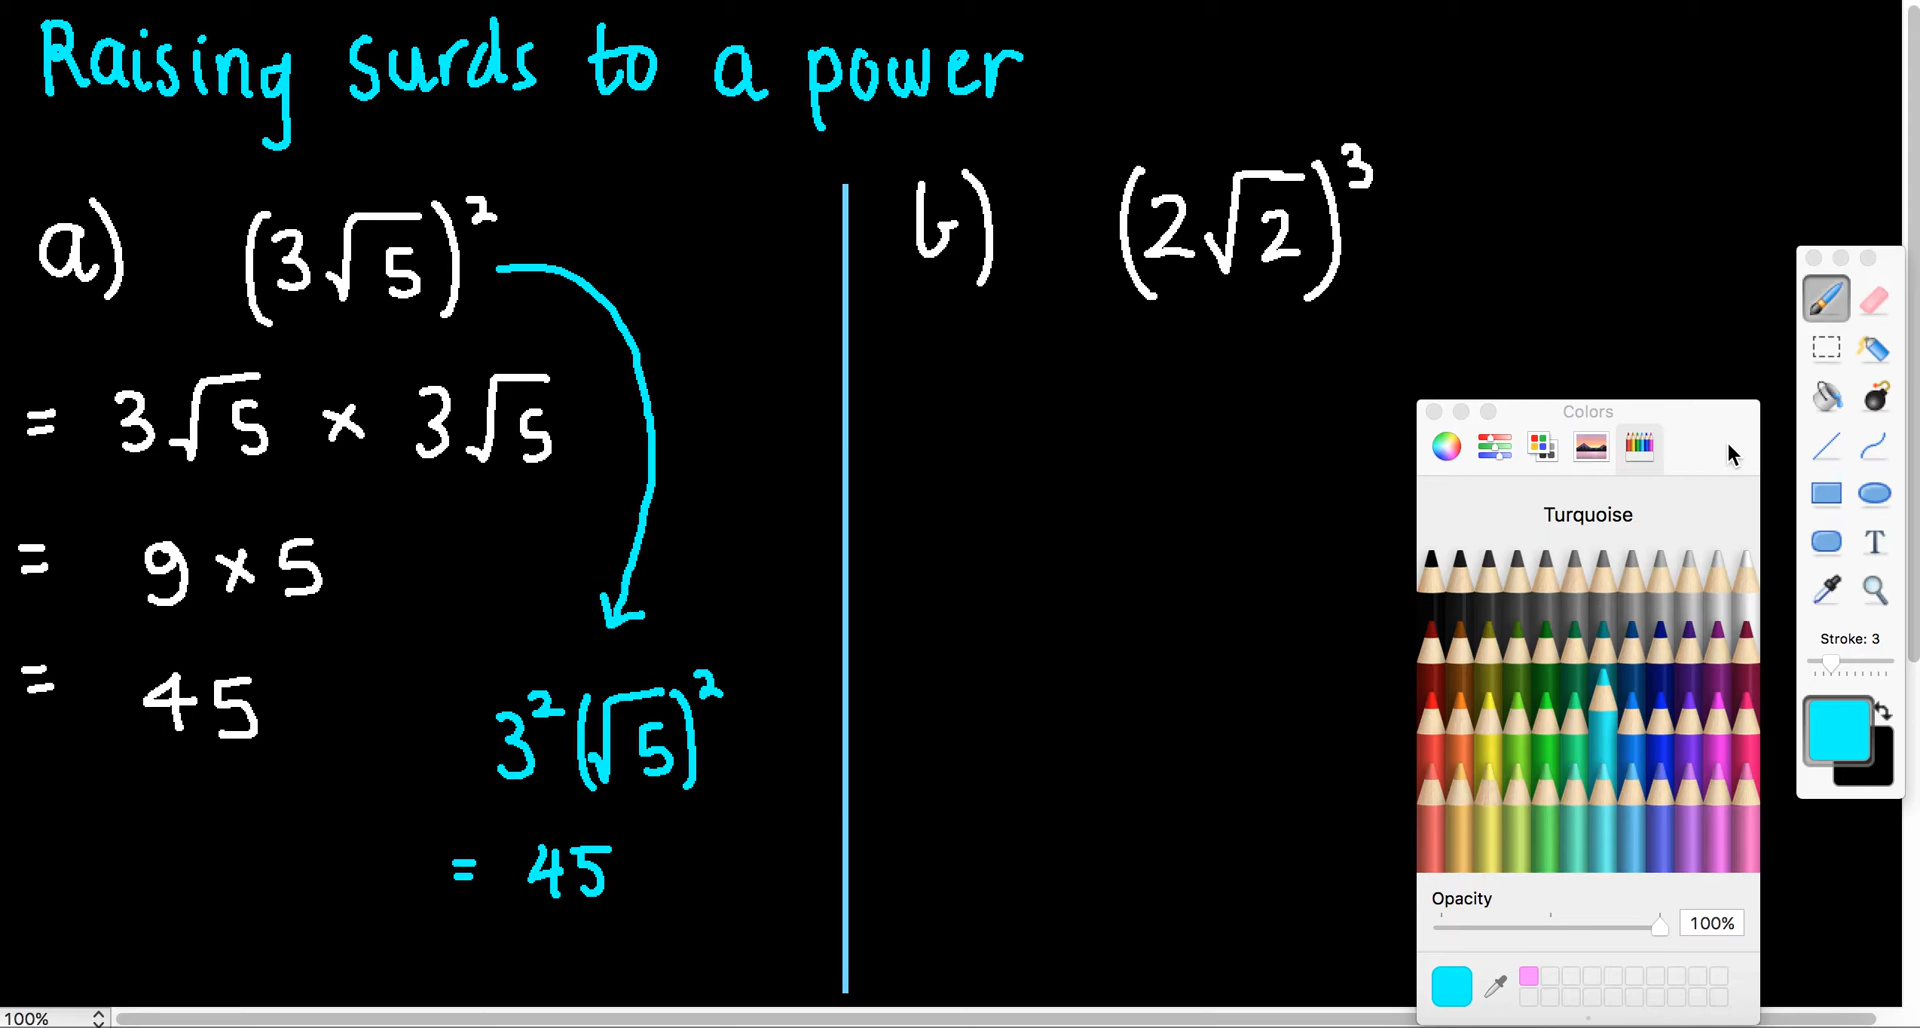 Raising surds to a power
a) (3√5)²
= 3√5 × 3√5
= 9 × 5
= 45
3²(√5)²
= 45
b) (2√2)³
Colors
Turquoise
Opacity
100%
T
Stroke: 3
100%